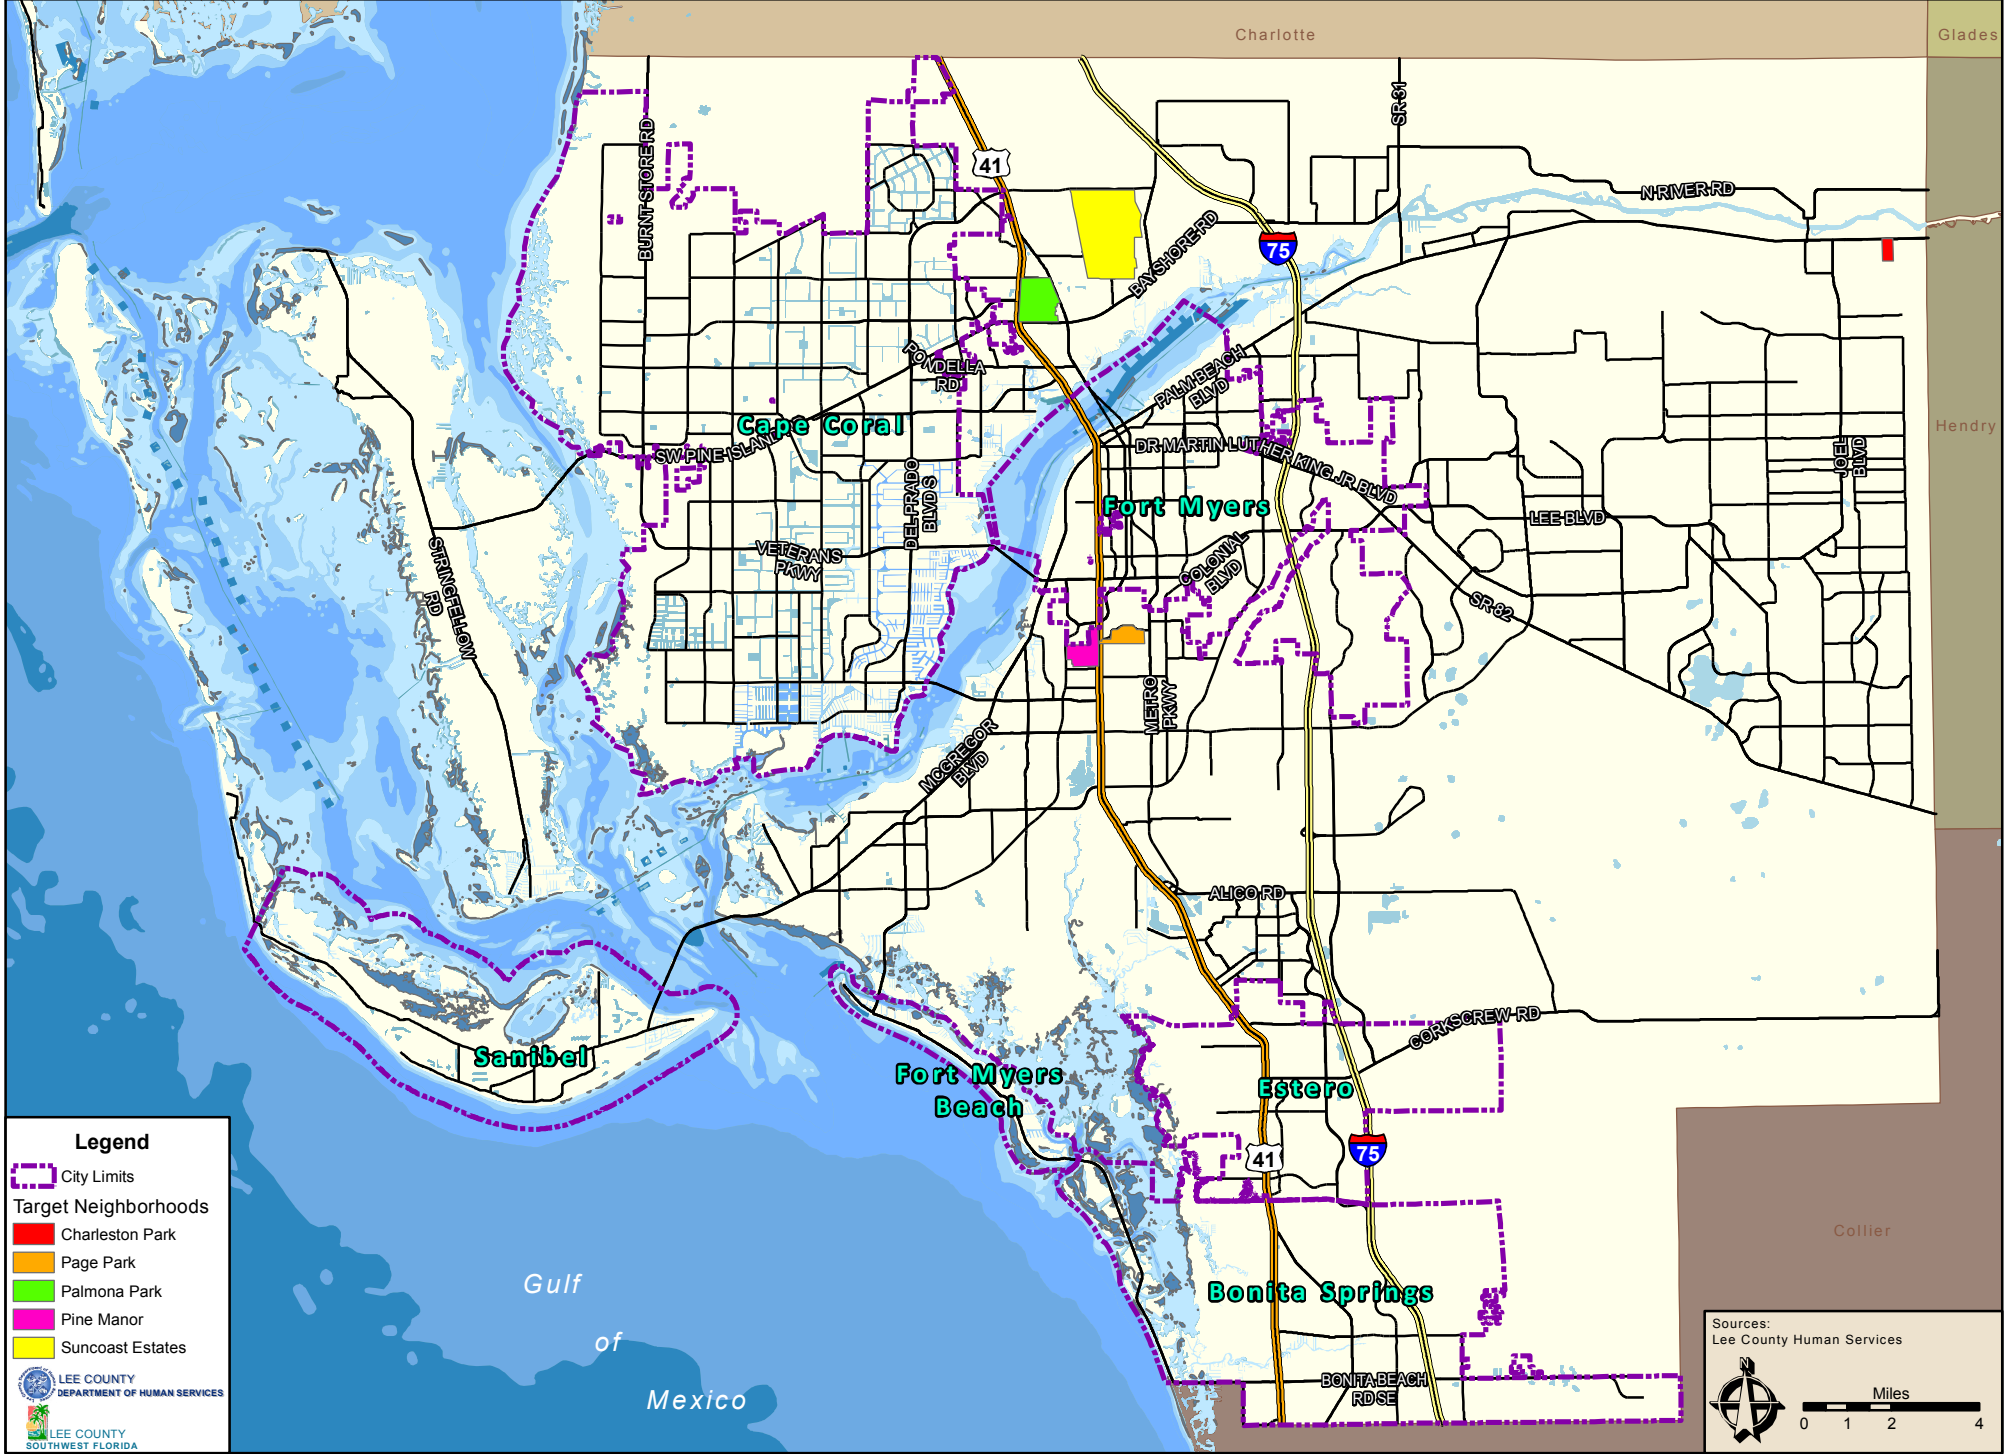 Charlotte
Glades
SR-31
41
BURNT-STORE-RD
N-RIVER-RD
BAYSHORE-RD
75
PONDELLA
RD
PALM-BEACH
BLVD
Cape Coral
Hendry
SW-PINE-ISLAND
DR-MARTIN-LUTHER-KING-JR-BLVD
JOEL
BLVD
DEL-PRADO
BLVD-S
Fort Myers
LEE-BLVD
STRINGFELLOW
RD
VETERANS
PKWY
COLONIAL
BLVD
SR-82
METRO
PKWY
MCGREGOR
BLVD
ALICO-RD
CORKSCREW-RD
Sanibel
Fort Myers
Beach
Estero
41
75
Collier
Bonita Springs
BONITA-BEACH
RD-SE
Gulf
of
Mexico
Legend
City Limits
Target Neighborhoods
Charleston Park
Page Park
Palmona Park
Pine Manor
Suncoast Estates
LEE COUNTY
DEPARTMENT OF HUMAN SERVICES
LEE COUNTY
SOUTHWEST FLORIDA
Sources:
Lee County Human Services
N
Miles
0 1 2 4